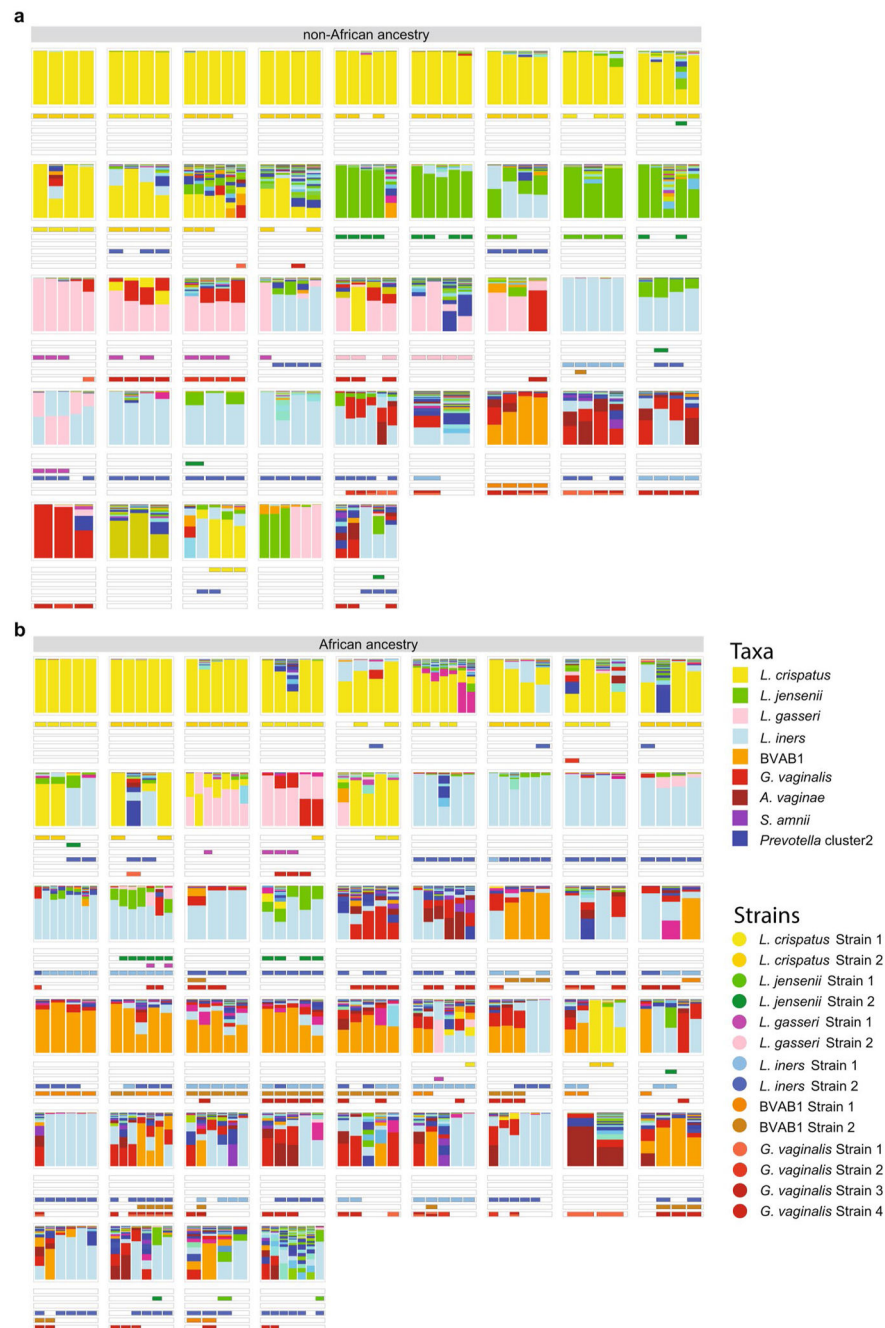 a
non-African ancestry
b
African ancestry
Taxa
L. crispatus
L. jensenii
L. gasseri
L. iners
BVAB1
G. vaginalis
A. vaginae
S. amnii
Prevotella cluster2
Strains
L. crispatus Strain 1
L. crispatus Strain 2
L. jensenii Strain 1
L. jensenii Strain 2
L. gasseri Strain 1
L. gasseri Strain 2
L. iners Strain 1
L. iners Strain 2
BVAB1 Strain 1
BVAB1 Strain 2
G. vaginalis Strain 1
G. vaginalis Strain 2
G. vaginalis Strain 3
G. vaginalis Strain 4